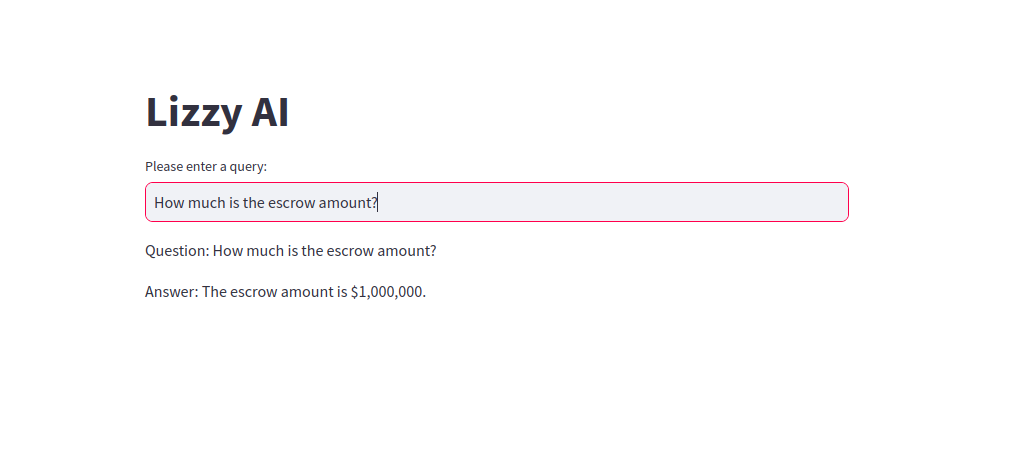 Lizzy AI
Please enter a query:
How much is the escrow amount?
Question: How much is the escrow amount?
Answer: The escrow amount is $1,000,000.